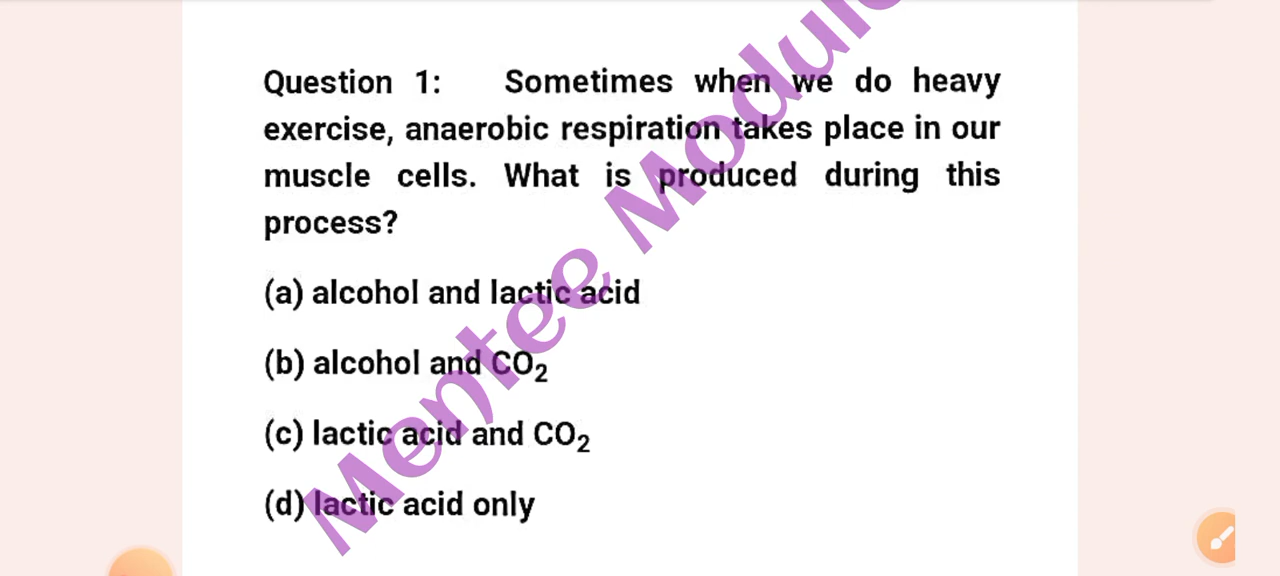 Question 1: Sometimes when we do heavy
exercise, anaerobic respiration takes place in our
muscle cells. What is produced during this
process?
(a) alcohol and lactic acid
(b) alcohol and CO₂
(c) lactic acid and CO₂
(d) lactic acid only
Mentee